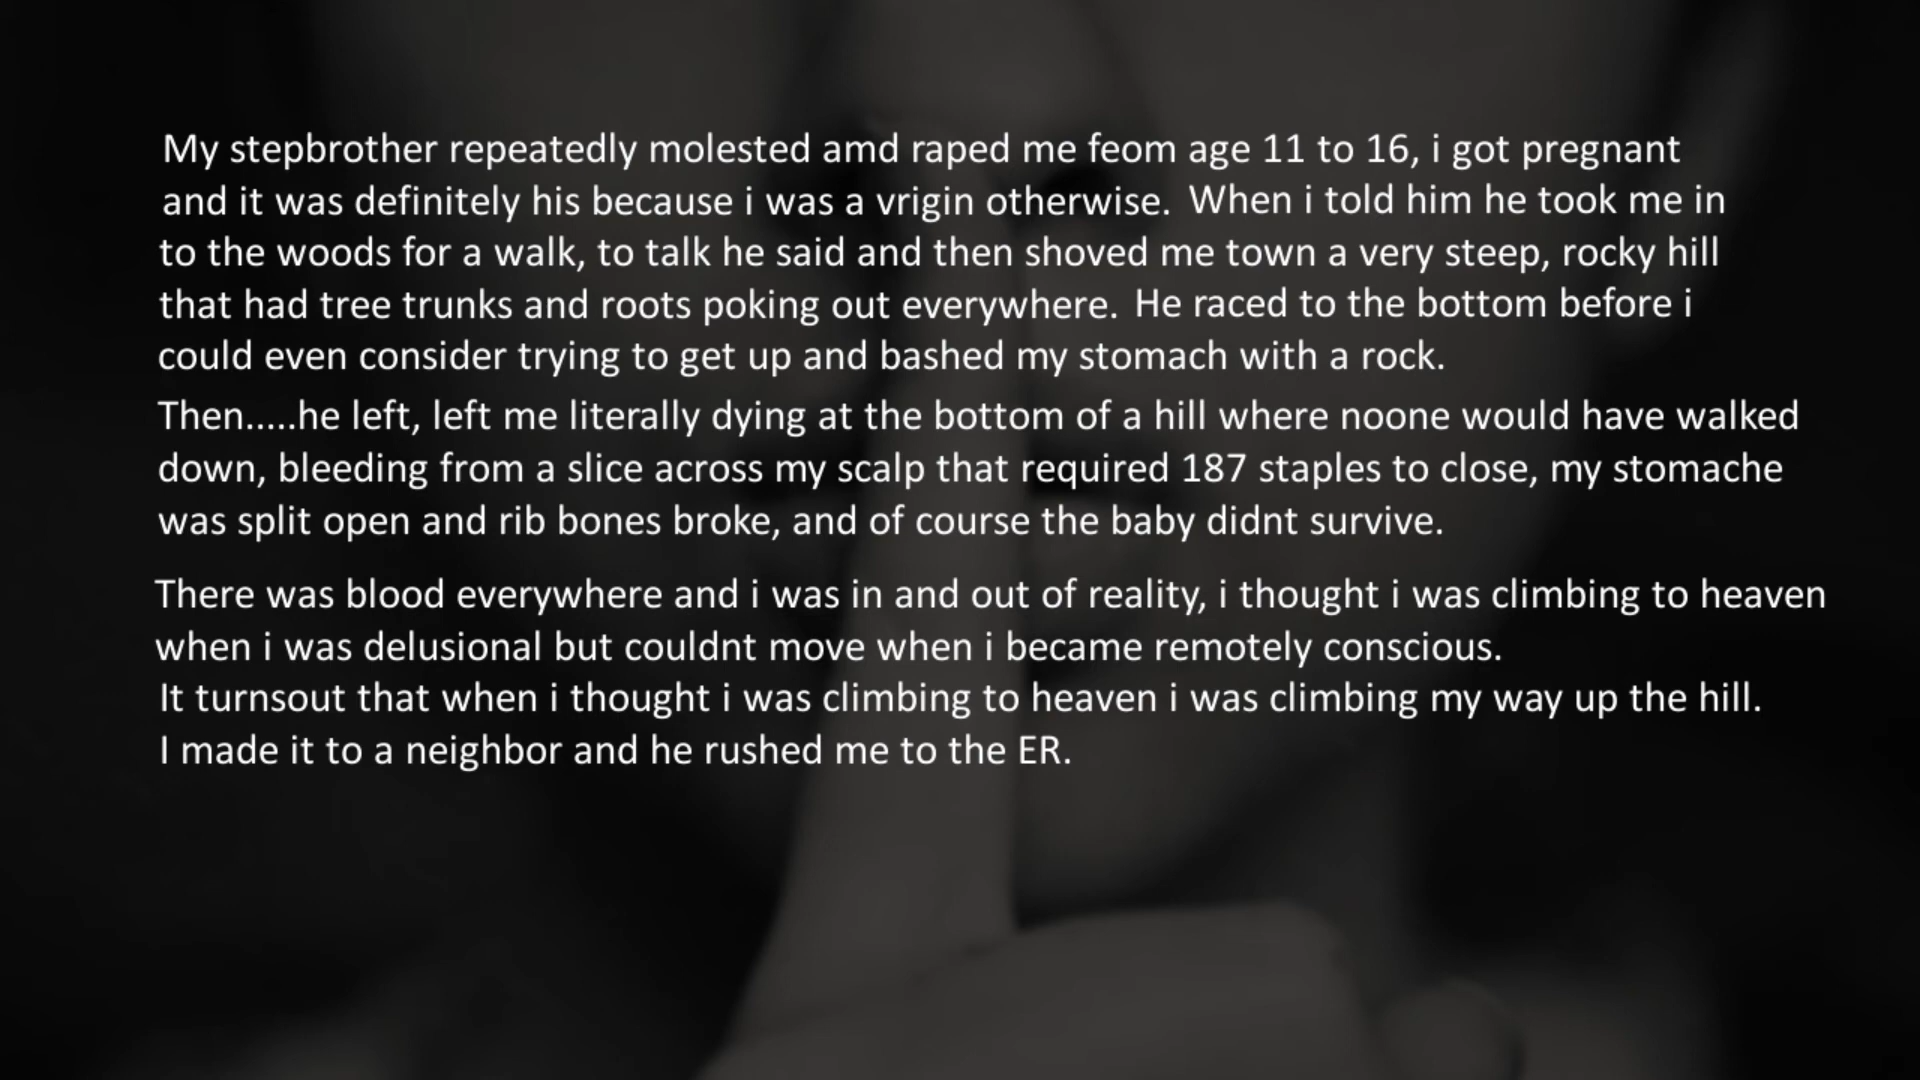 My stepbrother repeatedly molested amd raped me feom age 11 to 16, i got pregnant
and it was definitely his because i was a vrigin otherwise. When i told him he took me in
to the woods for a walk, to talk he said and then shoved me town a very steep, rocky hill
that had tree trunks and roots poking out everywhere. He raced to the bottom before i
could even consider trying to get up and bashed my stomach with a rock.
Then.....he left, left me literally dying at the bottom of a hill where noone would have walked
down, bleeding from a slice across my scalp that required 187 staples to close, my stomache
was split open and rib bones broke, and of course the baby didnt survive.
There was blood everywhere and i was in and out of reality, i thought i was climbing to heaven
when i was delusional but couldnt move when i became remotely conscious.
It turnsout that when i thought i was climbing to heaven i was climbing my way up the hill.
I made it to a neighbor and he rushed me to the ER.